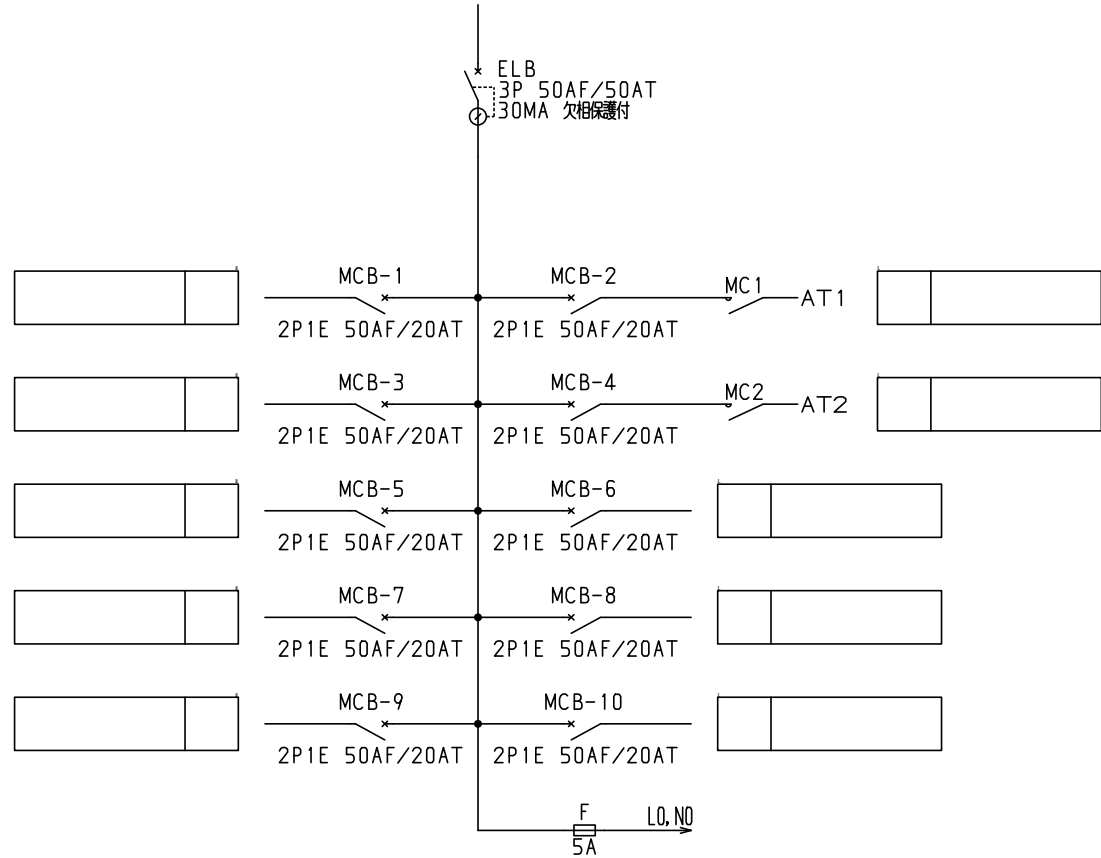 ELB
3P 50AF/50AT
30MA 欠相保護付
MCB-1
MCB-2
MC1
AT1
2P1E 50AF/20AT
2P1E 50AF/20AT
MCB-3
MCB-4
MC2
AT2
2P1E 50AF/20AT
2P1E 50AF/20AT
MCB-5
MCB-6
2P1E 50AF/20AT
2P1E 50AF/20AT
MCB-7
MCB-8
2P1E 50AF/20AT
2P1E 50AF/20AT
MCB-9
MCB-10
2P1E 50AF/20AT
2P1E 50AF/20AT
F
L0,N0
5A